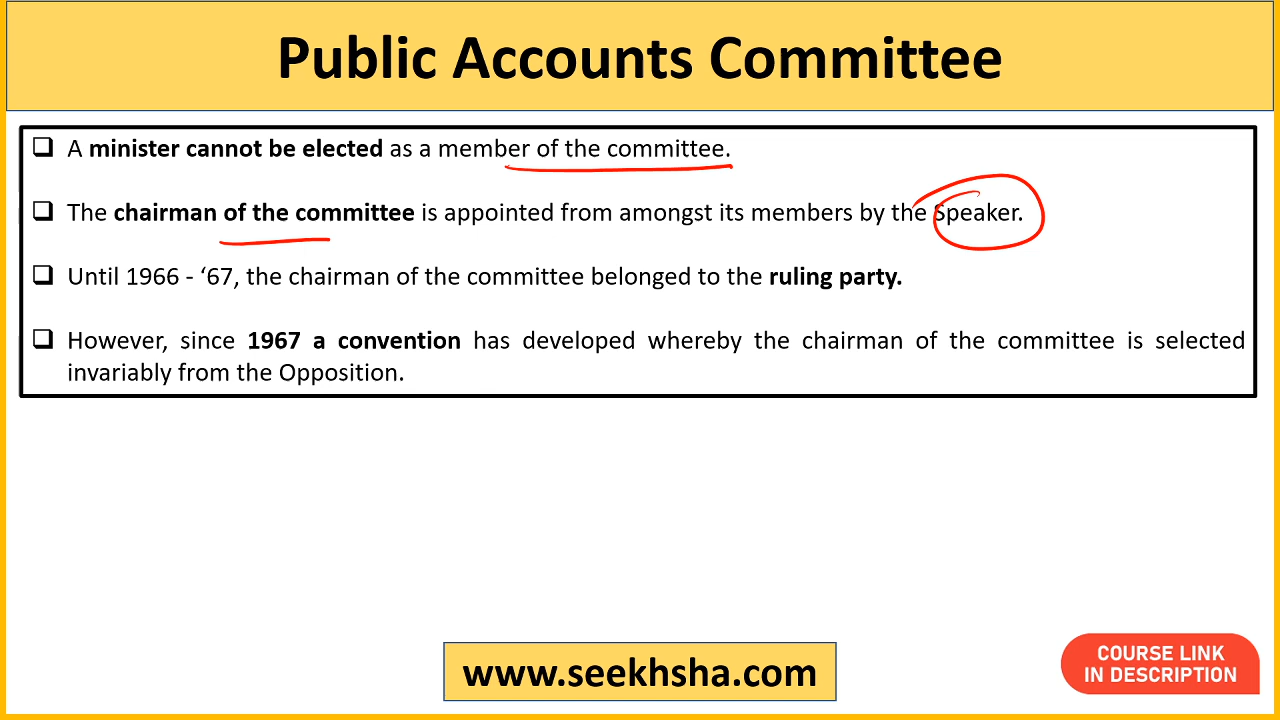 Public Accounts Committee
❑ A minister cannot be elected as a member of the committee.
❑ The chairman of the committee is appointed from amongst its members by the Speaker.
❑ Until 1966 - ‘67, the chairman of the committee belonged to the ruling party.
❑ However, since 1967 a convention has developed whereby the chairman of the committee is selected
invariably from the Opposition.
www.seekhsha.com
COURSE LINK
IN DESCRIPTION